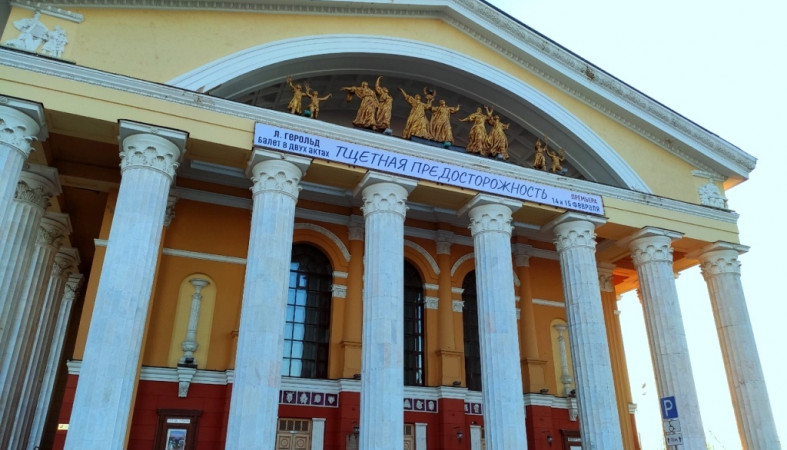 Л. ГЕРОЛЬД
БАЛЕТ В ДВУХ АКТАХ
ТЩЕТНАЯ ПРЕДОСТОРОЖНОСТЬ
ПРЕМЬЕРА
14 и 15 ФЕВРАЛЯ
P